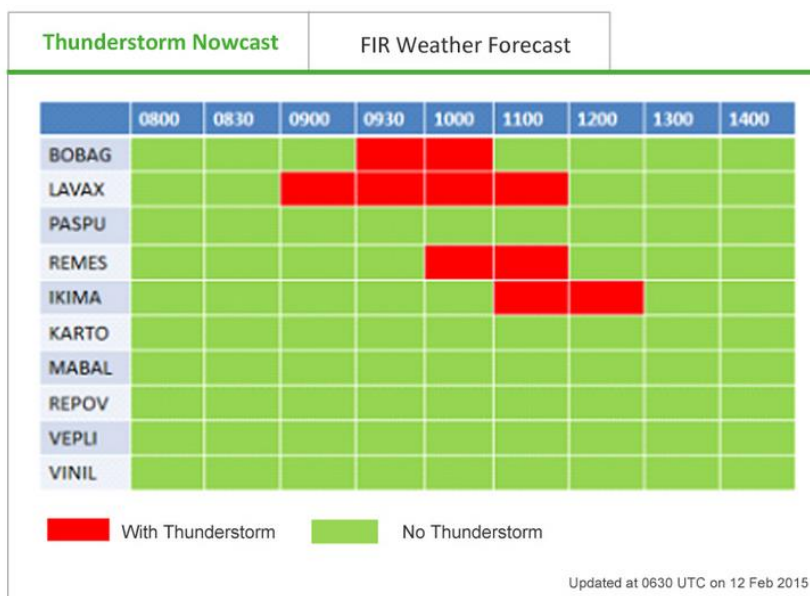 Thunderstorm Nowcast FIR Weather Forecast
0800 0830 0900 0930 1000 1100 1200 1300 1400
BOBAG
LAVAX
PASPU
REMES
IKIMA
KARTO
MABAL
REPOV
VEPLI
VINIL
With Thunderstorm No Thunderstorm
Updated at 0630 UTC on 12 Feb 2015